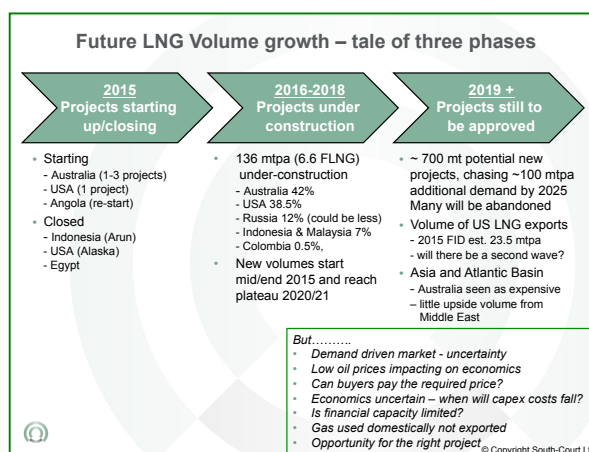 Future LNG Volume growth – tale of three phases
2015
Projects starting
up/closing
• Starting
- Australia (1-3 projects)
- USA (1 project)
- Angola (re-start)
• Closed
- Indonesia (Arun)
- USA (Alaska)
- Egypt
2016-2018
Projects under
construction
• 136 mtpa (6.6 FLNG)
under-construction
- Australia 42%
- USA 38.5%
- Russia 12% (could be less)
- Indonesia & Malaysia 7%
- Colombia 0.5%,
• New volumes start
mid/end 2015 and reach
plateau 2020/21
2019 +
Projects still to
be approved
• ~ 700 mt potential new
projects, chasing ~100 mtpa
additional demand by 2025
Many will be abandoned
• Volume of US LNG exports
- 2015 FID est. 23.5 mtpa
- will there be a second wave?
• Asia and Atlantic Basin
- Australia seen as expensive
– little upside volume from
Middle East
But……….
• Demand driven market - uncertainty
• Low oil prices impacting on economics
• Can buyers pay the required price?
• Economics uncertain – when will capex costs fall?
• Is financial capacity limited?
• Gas used domestically not exported
• Opportunity for the right project
© Copyright South-Court Lt